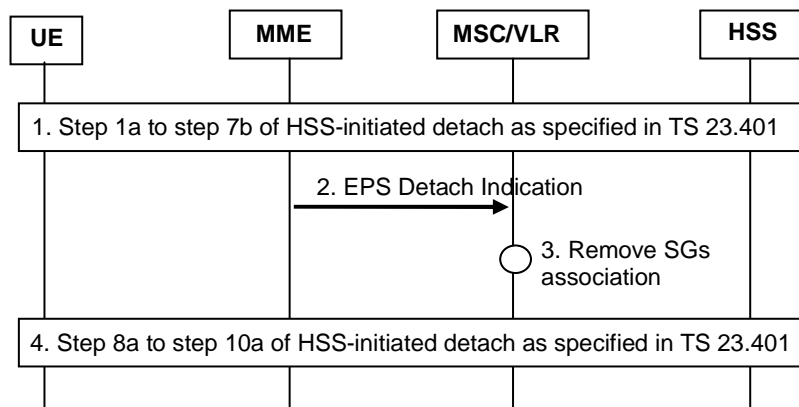 UE
MME
MSC/VLR
HSS
1. Step 1a to step 7b of HSS-initiated detach as specified in TS 23.401
2. EPS Detach Indication
3. Remove SGs
association
4. Step 8a to step 10a of HSS-initiated detach as specified in TS 23.401